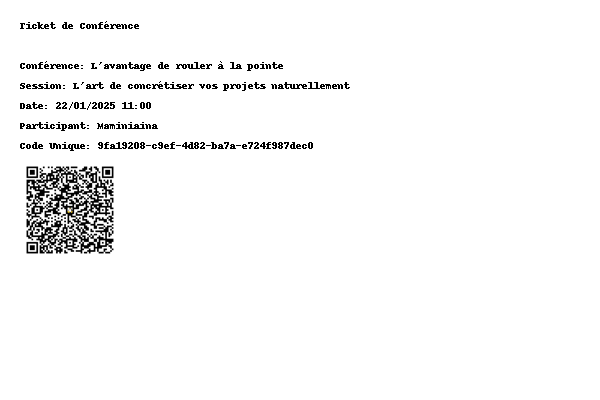 Ticket de Conférence
Conférence: L'avantage de rouler à la pointe
Session: L'art de concrétiser vos projets naturellement
Date: 22/01/2025 11:00
Participant: Maminiaina
Code Unique: 9fa19208-c9ef-4d82-ba7a-e724f987dec0